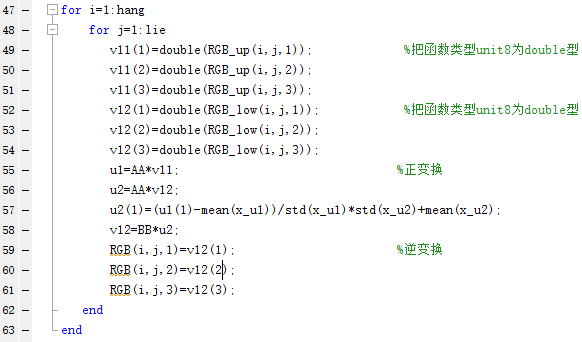 47 for i=1:hang
48 for j=1:lie
49 v11(1)=double(RGB_up(i,j,1)); %把函数类型unit8为double型
50 v11(2)=double(RGB_up(i,j,2));
51 v11(3)=double(RGB_up(i,j,3));
52 v12(1)=double(RGB_low(i,j,1)); %把函数类型unit8为double型
53 v12(2)=double(RGB_low(i,j,2));
54 v12(3)=double(RGB_low(i,j,3));
55 u1=AA*v11; %正变换
56 u2=AA*v12;
57 u2(1)=(u1(1)-mean(x_u1))/std(x_u1)*std(x_u2)+mean(x_u2);
58 v12=BB*u2;
59 RGB(i,j,1)=v12(1); %逆变换
60 RGB(i,j,2)=v12(2);
61 RGB(i,j,3)=v12(3);
62 end
63 end